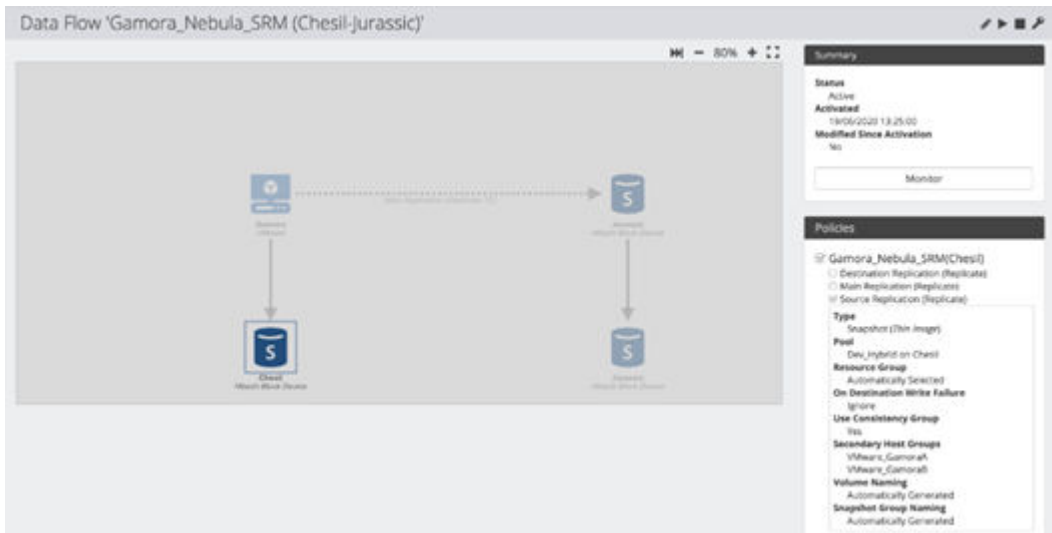 Data Flow 'Gamora_Nebula_SRM (Chesil-Jurassic)'
80%
Summary
Status
Active
Activated
19/06/2020 13:25:00
Modified Since Activation
No
Monitor
Policies
Gamora_Nebula_SRM(Chesil)
Destination Replication (Replicate)
Main Replication (Replicate)
Source Replication (Replicate)
Type
Snapshot (Thin Image)
Pool
Dev_Hybrid on Chesil
Resource Group
Automatically Selected
On Destination Write Failure
Ignore
Use Consistency Group
Yes
Secondary Host Groups
VMware_GamoraA
VMware_GamoraB
Volume Naming
Automatically Generated
Snapshot Group Naming
Automatically Generated
S
S
Chesil
Hitachi Block Device
S